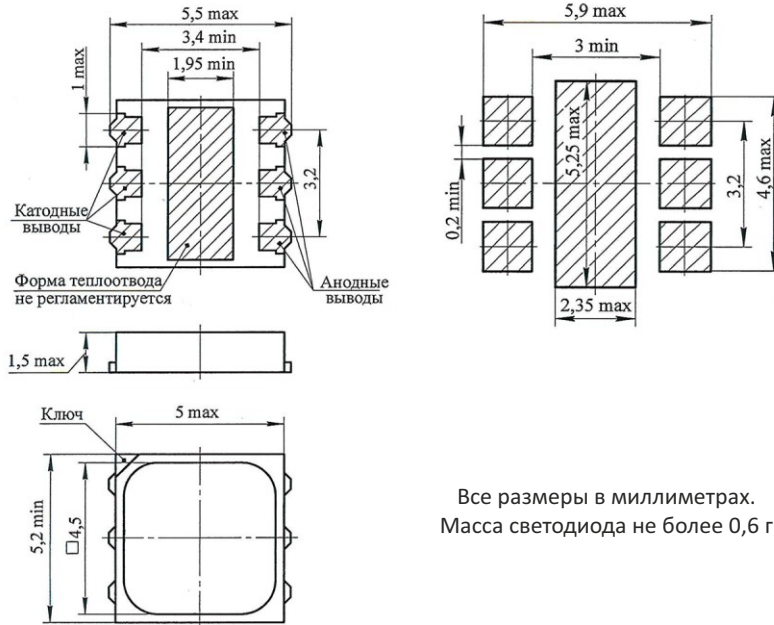 5,5 max
3,4 min
1,95 min
1 max
3,2
Катодные
выводы
Форма теплоотвода
не регламентируется
Анодные
выводы
5,9 max
3 min
5,25 max
0,2 min
3,2
4,6 max
2,35 max
1,5 max
Ключ
5 max
5,2 min
□4,5
Все размеры в миллиметрах.
Масса светодиода не более 0,6 г